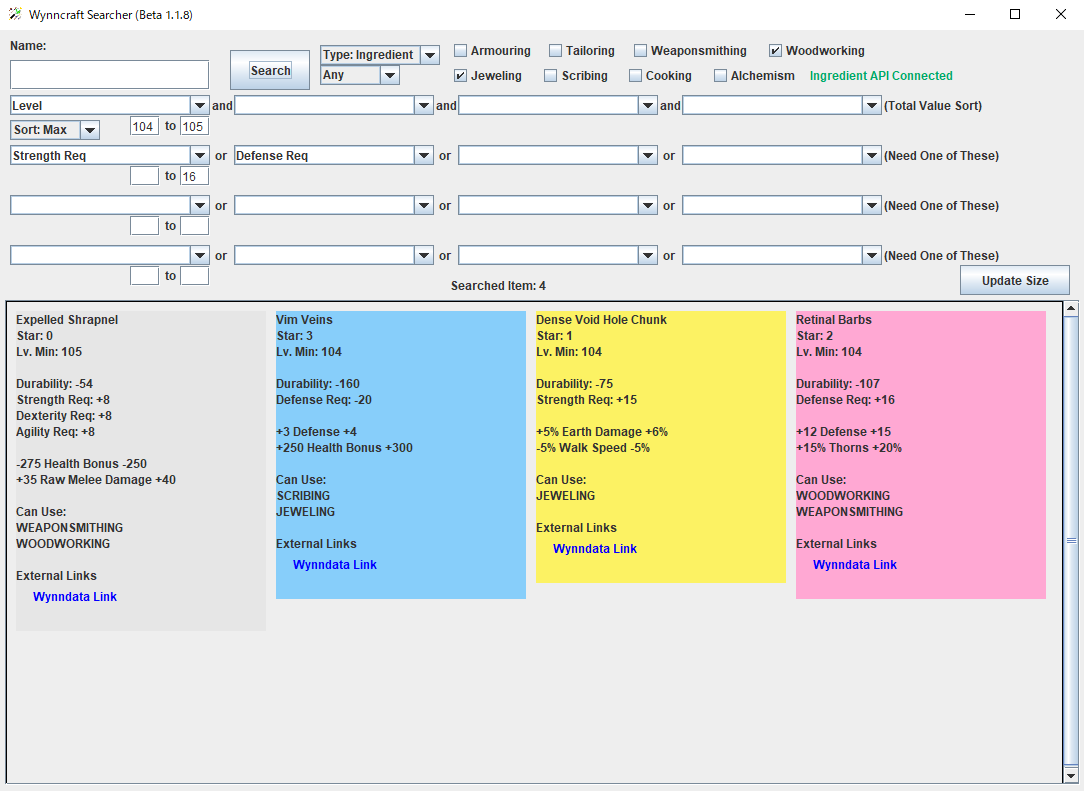 Wynncraft Searcher (Beta 1.1.8)
Name:
Search
Type: Ingredient
Any
Armouring
Tailoring
Weaponsmithing
Woodworking
Jeweling
Scribing
Cooking
Alchemism
Ingredient API Connected
Level and and and (Total Value Sort)
Sort: Max 104 to 105
Strength Req or Defense Req or or (Need One of These)
to 16
or or or (Need One of These)
to
or or or (Need One of These)
to
Searched Item: 4
Update Size
Expelled Shrapnel
Star: 0
Lv. Min: 105
Durability: -54
Strength Req: +8
Dexterity Req: +8
Agility Req: +8
-275 Health Bonus -250
+35 Raw Melee Damage +40
Can Use:
WEAPONSMITHING
WOODWORKING
External Links
Wynndata Link
Vim Veins
Star: 3
Lv. Min: 104
Durability: -160
Defense Req: -20
+3 Defense +4
+250 Health Bonus +300
Can Use:
SCRIBING
JEWELING
External Links
Wynndata Link
Dense Void Hole Chunk
Star: 1
Lv. Min: 104
Durability: -75
Strength Req: +15
+5% Earth Damage +6%
-5% Walk Speed -5%
Can Use:
JEWELING
External Links
Wynndata Link
Retinal Barbs
Star: 2
Lv. Min: 104
Durability: -107
Defense Req: +16
+12 Defense +15
+15% Thorns +20%
Can Use:
WOODWORKING
WEAPONSMITHING
External Links
Wynndata Link